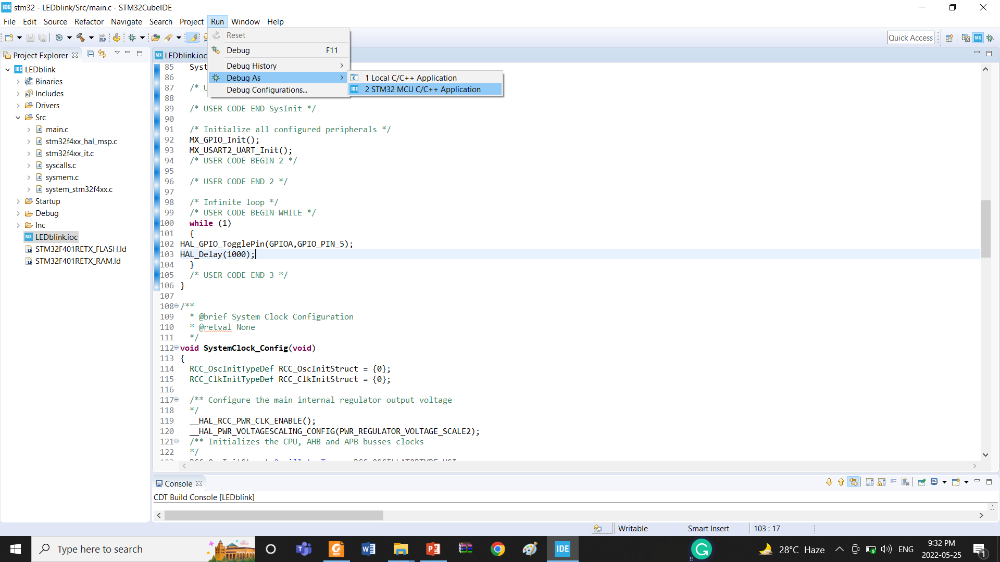 IDE stm32 - LEDblink/Src/main.c - STM32CubeIDE
File Edit Source Refactor Navigate Search Project Run Window Help
Quick Access
MX
Reset
Debug F11
Debug History
Debug As
Debug Configurations...
1 Local C/C++ Application
IDE 2 STM32 MCU C/C++ Application
Project Explorer
IDE LEDblink
Binaries
Includes
Drivers
Src
main.c
stm32f4xx_hal_msp.c
stm32f4xx_it.c
syscalls.c
sysmem.c
system_stm32f4xx.c
Startup
Debug
Inc
MX LEDblink.ioc
STM32F401RETX_FLASH.ld
STM32F401RETX_RAM.ld
MX LEDblink.ioc
85 Syst
86
87 /* U
88
89 /* USER CODE END SysInit */
90
91 /* Initialize all configured peripherals */
92 MX_GPIO_Init();
93 MX_USART2_UART_Init();
94 /* USER CODE BEGIN 2 */
95
96 /* USER CODE END 2 */
97
98 /* Infinite loop */
99 /* USER CODE BEGIN WHILE */
100 while (1)
101 {
102 HAL_GPIO_TogglePin(GPIOA,GPIO_PIN_5);
103 HAL_Delay(1000);
104 }
105 /* USER CODE END 3 */
106 }
107
108 /**
109 * @brief System Clock Configuration
110 * @retval None
111 */
112 void SystemClock_Config(void)
113 {
114 RCC_OscInitTypeDef RCC_OscInitStruct = {0};
115 RCC_ClkInitTypeDef RCC_ClkInitStruct = {0};
116
117 /** Configure the main internal regulator output voltage
118 */
119 __HAL_RCC_PWR_CLK_ENABLE();
120 __HAL_PWR_VOLTAGESCALING_CONFIG(PWR_REGULATOR_VOLTAGE_SCALE2);
121 /** Initializes the CPU, AHB and APB busses clocks
122 */
Console
CDT Build Console [LEDblink]
Writable Smart Insert 103 : 17
Type here to search
IDE
28°C Haze
ENG
9:32 PM
2022-05-25
1